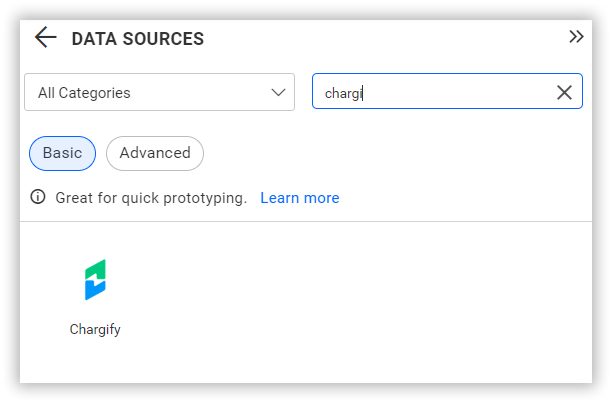 DATA SOURCES
All Categories
chargi
Basic Advanced
Great for quick prototyping. Learn more
Chargify